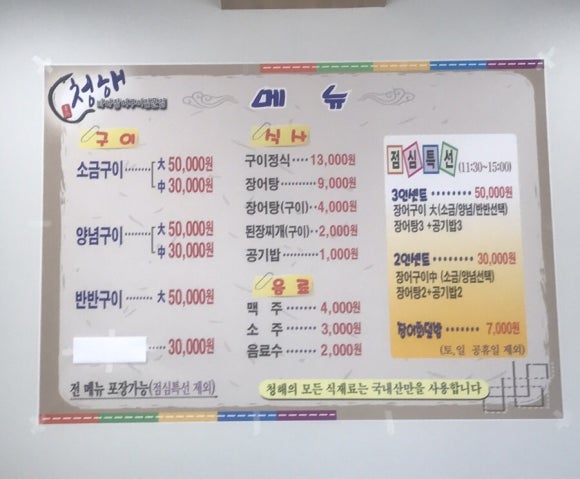 청해
메 뉴
구 이
소금구이 ········ 大 50,000원
中 30,000원
양념구이 ········ 大 50,000원
中 30,000원
반반구이 ········ 大 50,000원
········ 30,000원
전 메뉴 포장가능(점심특선 제외)
식 사
구이정식 ···· 13,000원
장어탕 ········ 9,000원
장어탕(구이) ·· 4,000원
된장찌개(구이) ·· 2,000원
공기밥 ········ 1,000원
음 료
맥 주 ···· 4,000원
소 주 ···· 3,000원
음료수 ···· 2,000원
청해의 모든 식재료는 국내산만을 사용합니다
점심특선 (11:30~15:00)
3인셋트 ········ 50,000원
장어구이 大 (소금/양념/반반선택)
장어탕3 +공기밥3
2인셋트 ········ 30,000원
장어구이中 (소금/양념선택)
장어탕2+공기밥2
장어회덮밥 ······ 7,000원
(토,일 공휴일 제외)